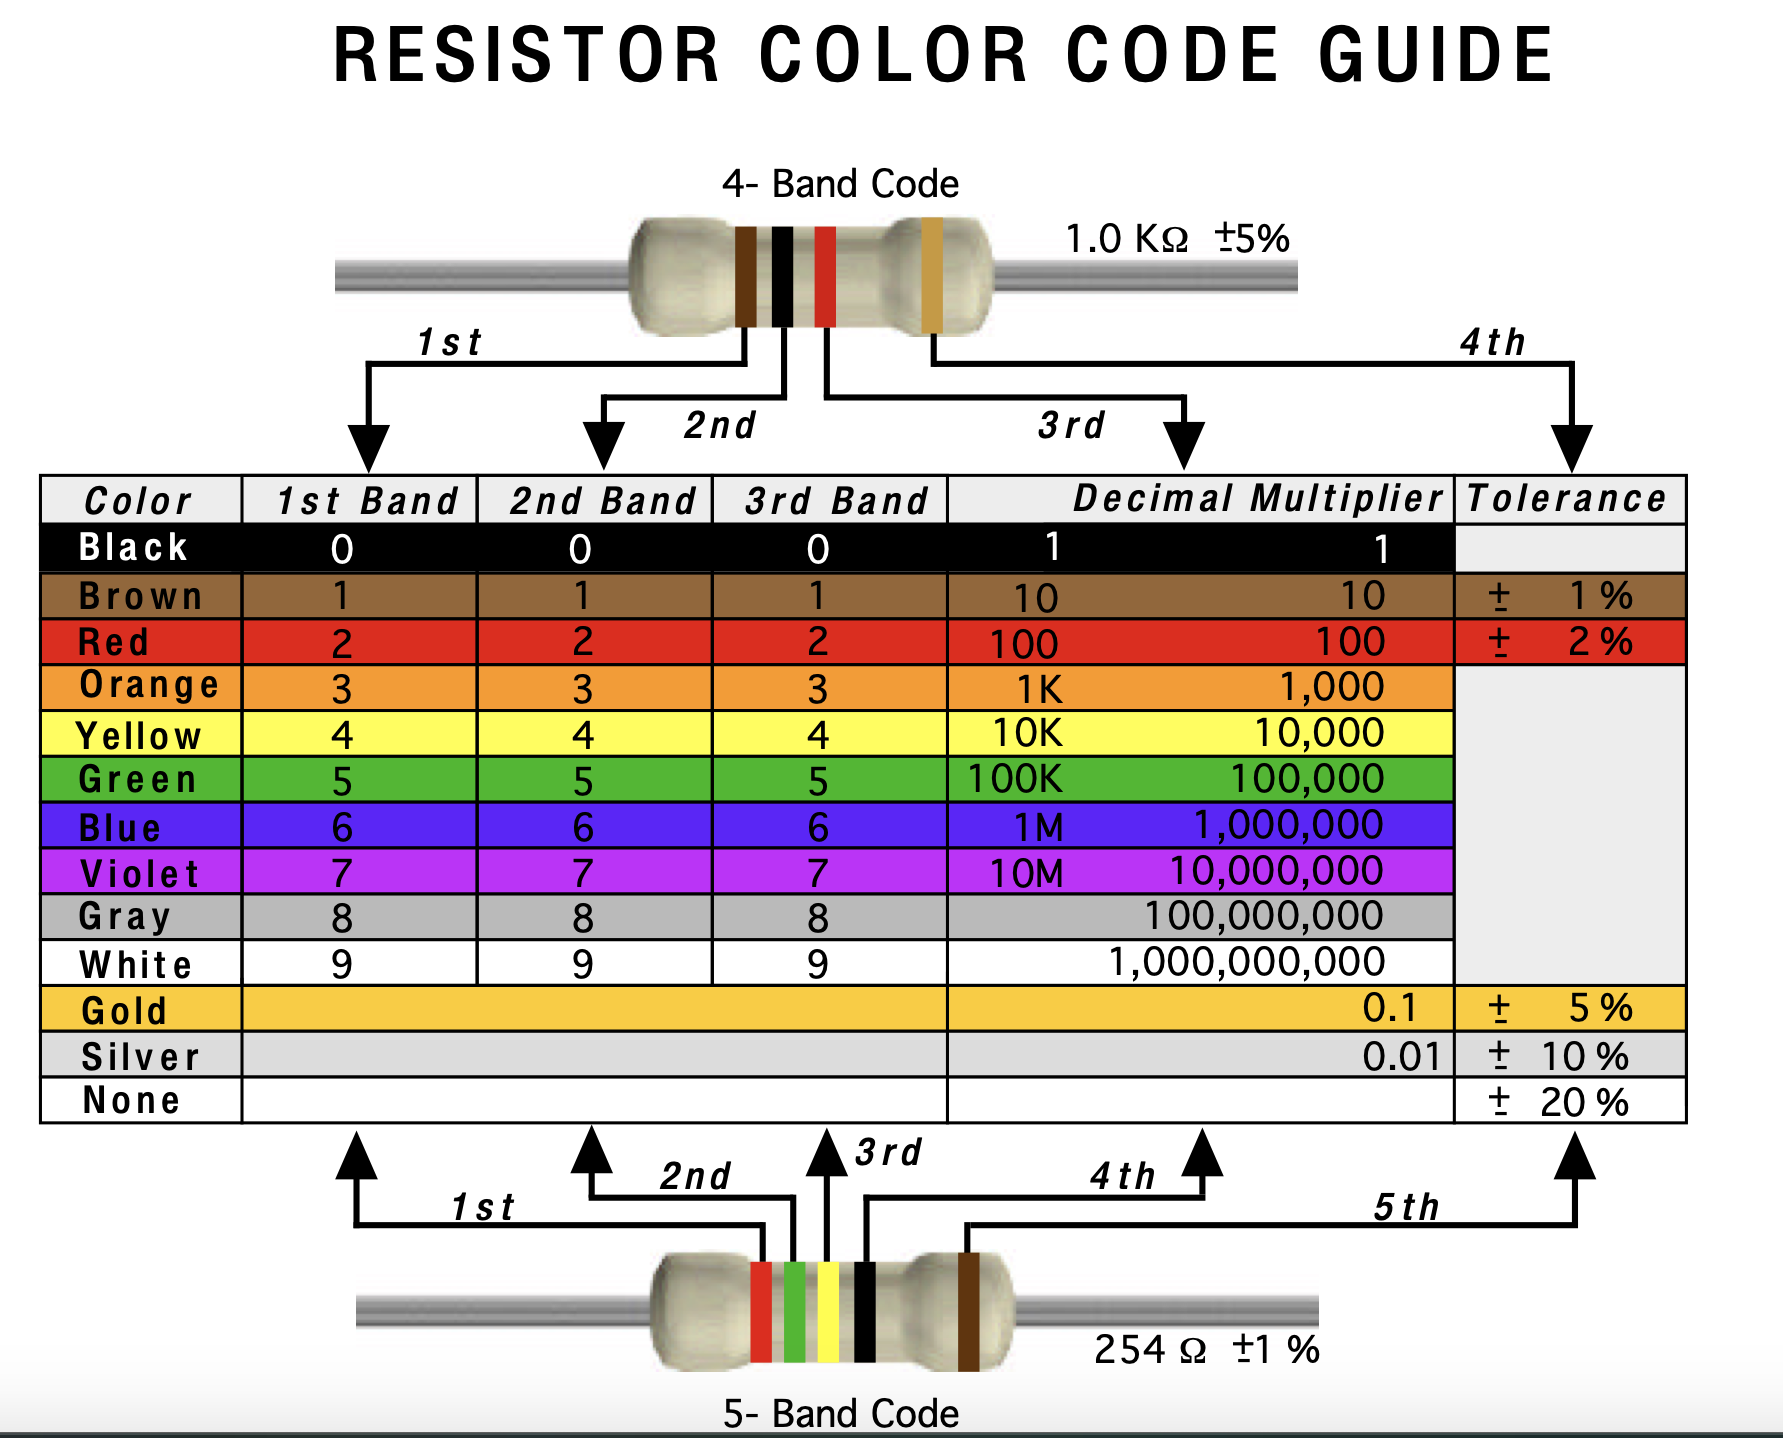 RESISTOR COLOR CODE GUIDE
4- Band Code
1.0 KΩ ±5%
1st
4th
2nd
3rd
Color 1st Band 2nd Band 3rd Band Decimal Multiplier Tolerance
Black 0 0 0 1 1
Brown 1 1 1 10 10 ± 1 %
Red 2 2 2 100 100 ± 2 %
Orange 3 3 3 1K 1,000
Yellow 4 4 4 10K 10,000
Green 5 5 5 100K 100,000
Blue 6 6 6 1M 1,000,000
Violet 7 7 7 10M 10,000,000
Gray 8 8 8 100,000,000
White 9 9 9 1,000,000,000
Gold 0.1 ± 5 %
Silver 0.01 ± 10 %
None ± 20 %
3rd
2nd
4th
1st
5th
254 Ω ±1 %
5- Band Code